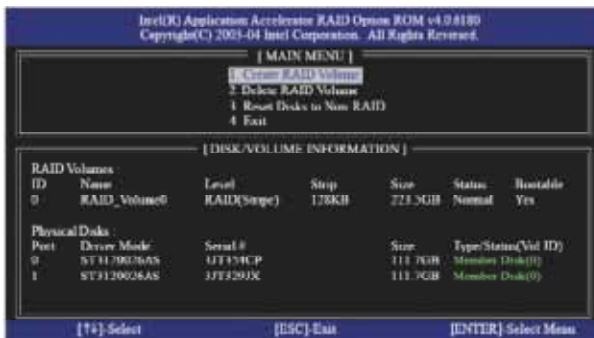 Intel(R) Application Accelerator RAID Option ROM v4.0.6180
Copyright(C) 2003-04 Intel Corporation. All Rights Reserved.
[ MAIN MENU ]
1. Create RAID Volume
2. Delete RAID Volume
3. Reset Disks to Non RAID
4. Exit
[ DISK/VOLUME INFORMATION ]
RAID Volumes :
ID Name Level Strip Size Status Bootable
0 RAID_Volume0 RAID(Stripe) 128KB 223.5GB Normal Yes
Physical Disks :
Port Driver Model Serial # Size Type/Status(Vol ID)
0 ST3120026AS 111.7GB Member Disk(0)
1 ST3120026AS 3JT329JX 111.7GB Member Disk(0)
[↑↓]-Select [ESC]-Exit [ENTER]-Select Menu